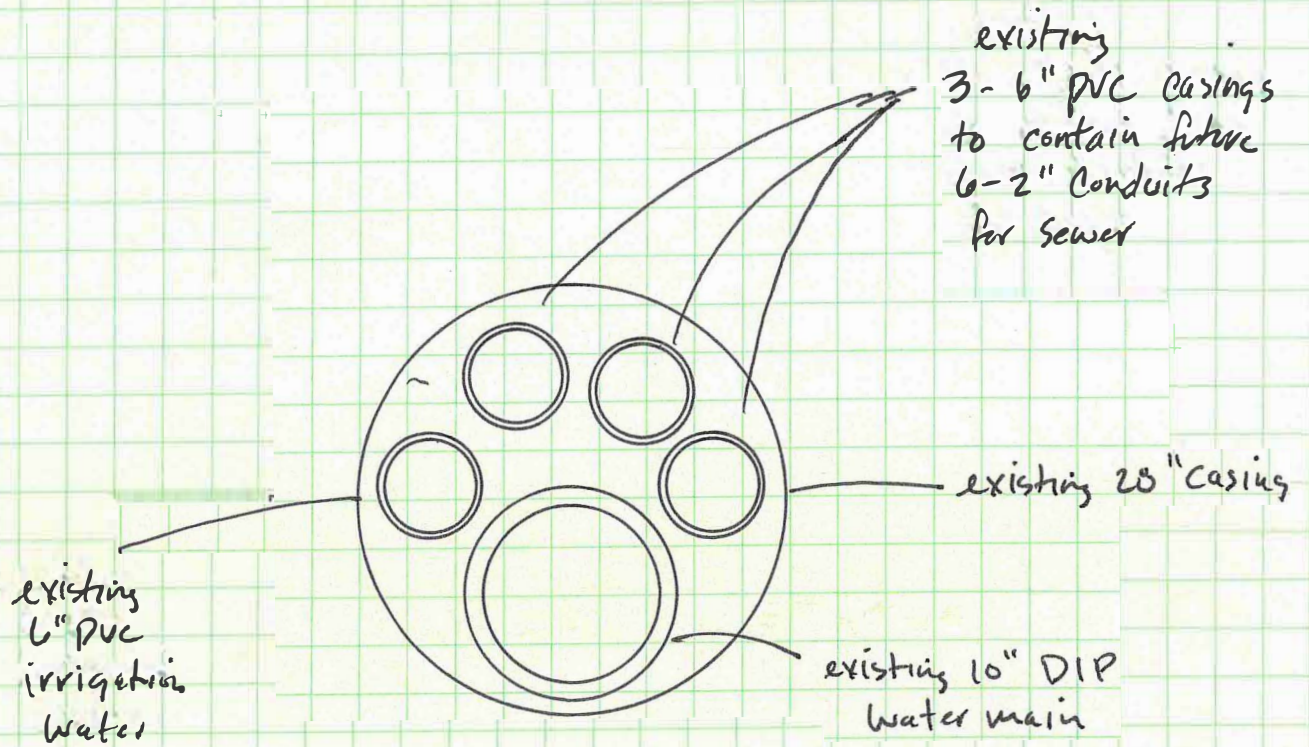 existing
3-6" PVC casings
to contain future
6-2" Conduits
for sewer
existing 28" casing
existing
6" PVC
irrigation
water
existing 10" DIP
water main